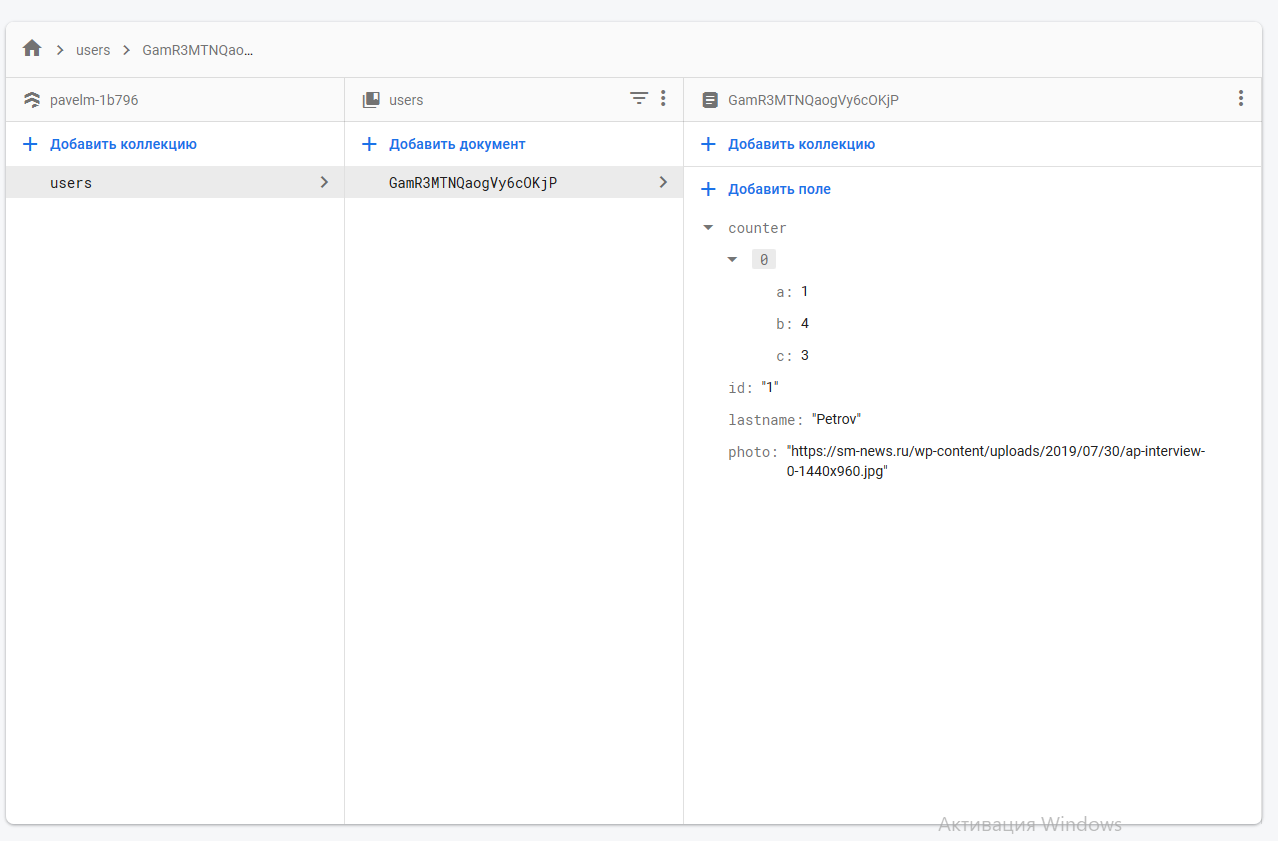 users GamR3MTNQao...
pavelm-1b796
users
GamR3MTNQaogVy6cOKjP
Добавить коллекцию
Добавить документ
Добавить коллекцию
users
GamR3MTNQaogVy6cOKjP
Добавить поле
counter
0
a: 1
b: 4
c: 3
id: "1"
lastname: "Petrov"
photo: "https://sm-news.ru/wp-content/uploads/2019/07/30/ap-interview-
0-1440x960.jpg"
Активация Windows